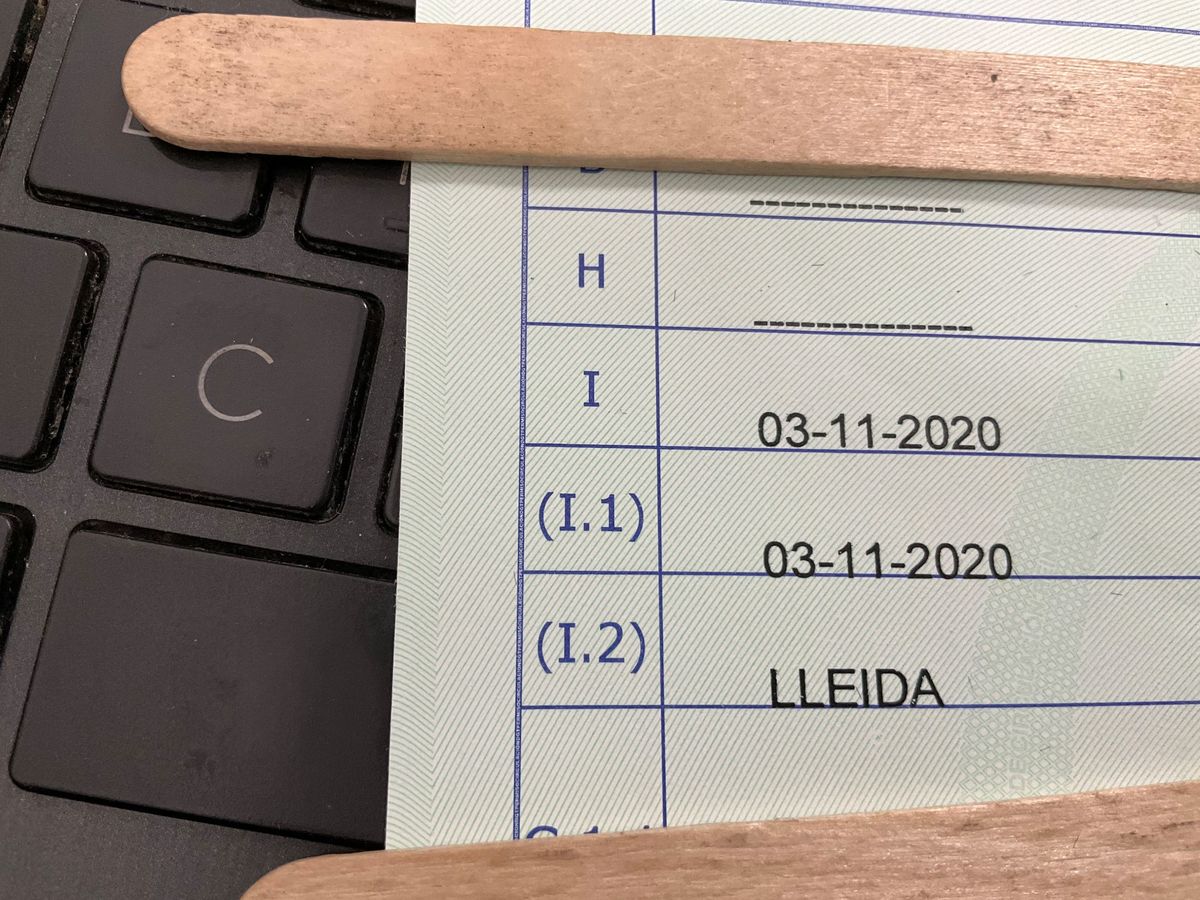 H
I 03-11-2020
(I.1) 03-11-2020
(I.2) LLEIDA
C